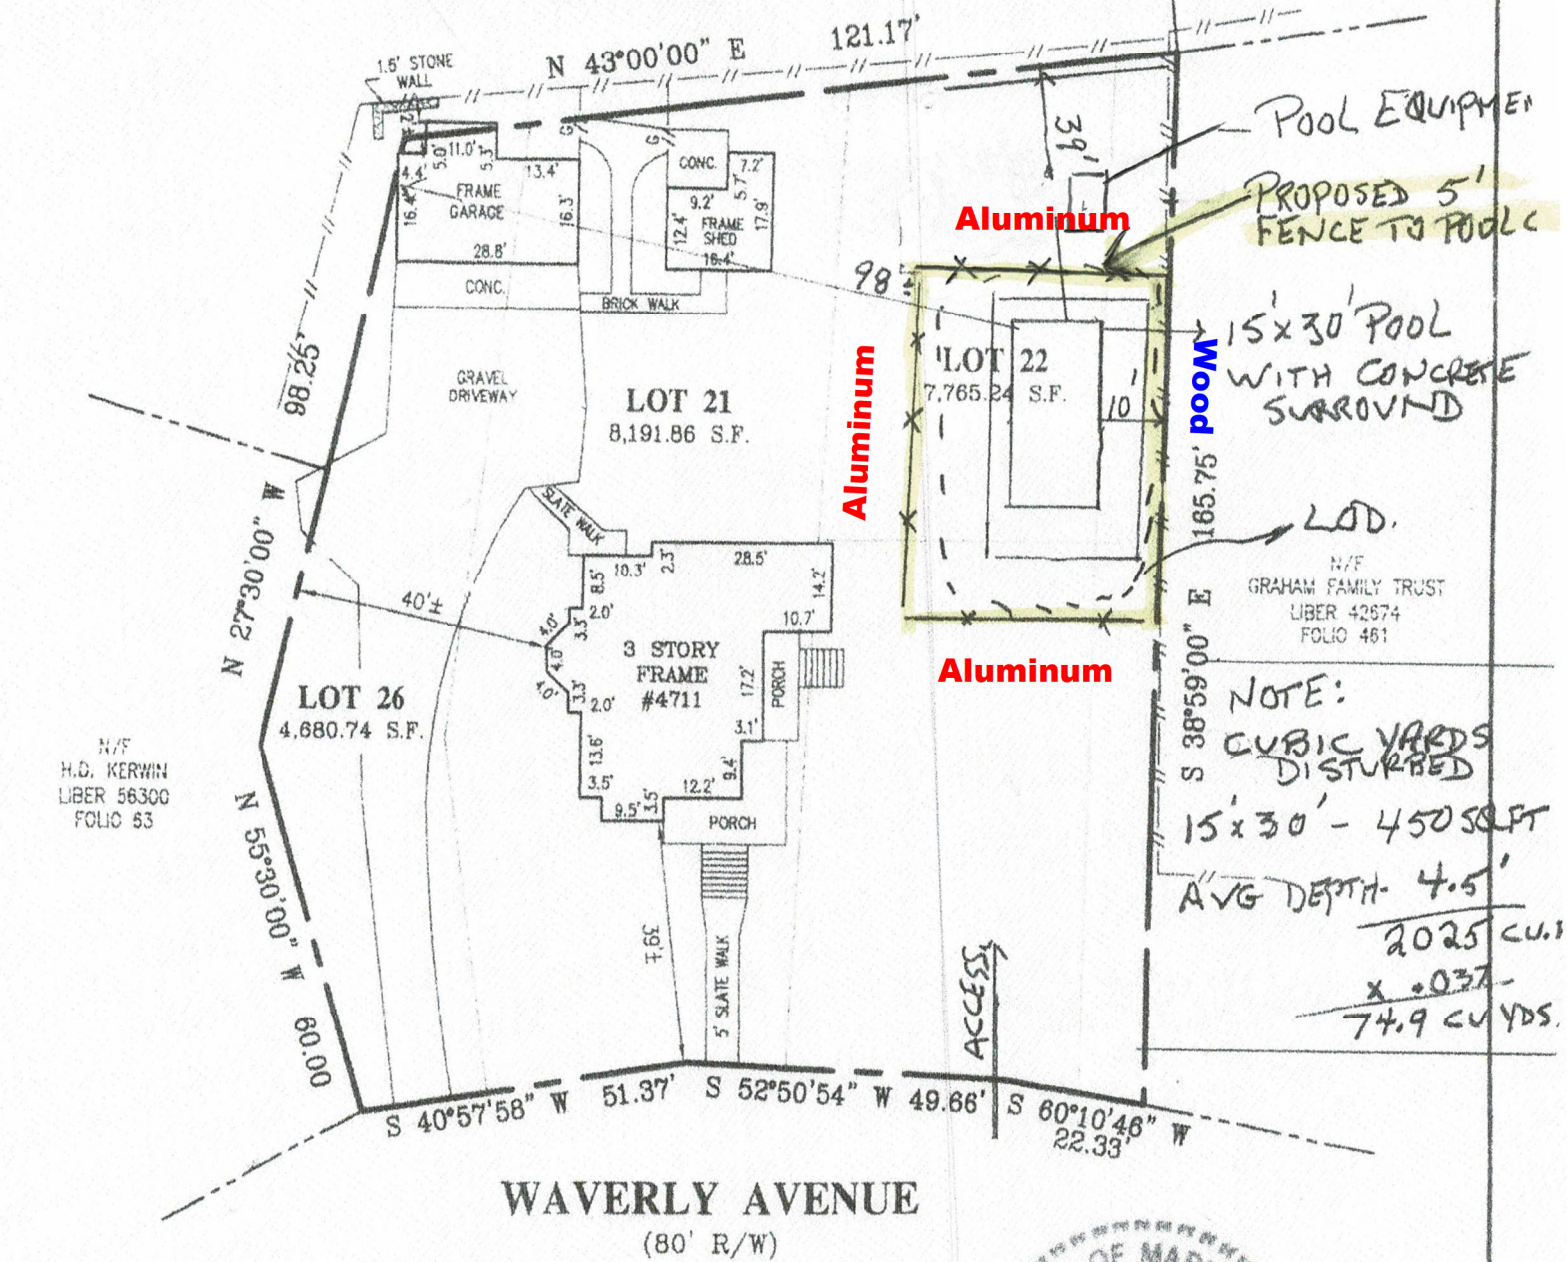 N 43°00'00" E 121.17'
1.5' STONE
WALL
POOL EQUIPMEN
39'
PROPOSED 5'
FENCE TO POOL C
Aluminum
11.0'
5.0'
5.3'
4.4'
13.4'
FRAME
GARAGE
16.4'
16.3'
28.8'
CONC.
G
G
CONC.
7.2'
5.7'
9.2'
17.9'
12.4'
FRAME
SHED
16.4'
BRICK WALK
98
4'
15'x30' POOL
WITH CONCRETE
SURROUND
Wood
Aluminum
LOT 22
7,765.24 S.F.
10'
98.25'
GRAVEL
DRIVEWAY
LOT 21
8,191.86 S.F.
165.75'
S 38°59'00" E
L.O.D.
N/F
GRAHAM FAMILY TRUST
LIBER 42674
FOLIO 461
N 27°30'00" W
SLATE WALK
10.3'
2.3'
28.5'
8.5'
14.2'
2.0'
3.3'
4.0'
4.0'
4.0'
3.3'
2.0'
10.7'
40'±
3 STORY
FRAME
#4711
17.2'
PORCH
3.1'
13.6'
9.4'
3.5'
12.2'
9.5'
3.5'
PORCH
Aluminum
LOT 26
4,680.74 S.F.
N/F
H.D. KERWIN
LIBER 56300
FOLIO 63
NOTE:
CUBIC YARDS
DISTURBED
15'x30' - 450 SQ FT
AVG DEPTH - 4.5'
2025 CU.
x .037
74.9 CU YDS.
N 55°30'00" W 60.00
39'±
5' SLATE WALK
ACCESS
S 40°57'58" W 51.37'
S 52°50'54" W 49.66'
S 60°10'46" W
22.33'
WAVERLY AVENUE
(80' R/W)
OF MAR